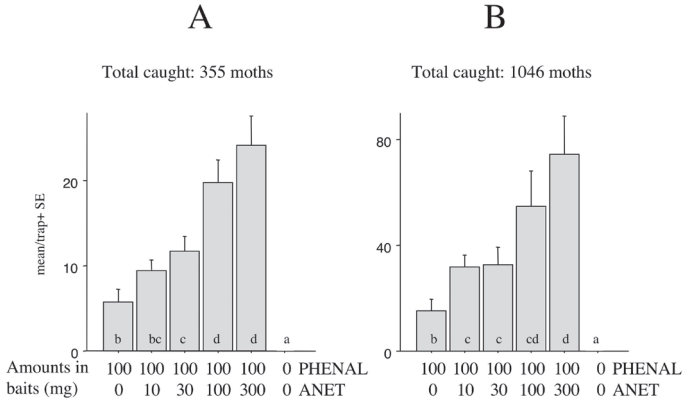 A
B
Total caught: 355 moths
Total caught: 1046 moths
mean/trap+ SE
20
10
0
b bc c d d a
80
40
0
b c c cd d a
Amounts in baits (mg)
100 100 100 100 100 0 PHENAL
0 10 30 100 300 0 ANET
100 100 100 100 100 0 PHENAL
0 10 30 100 300 0 ANET